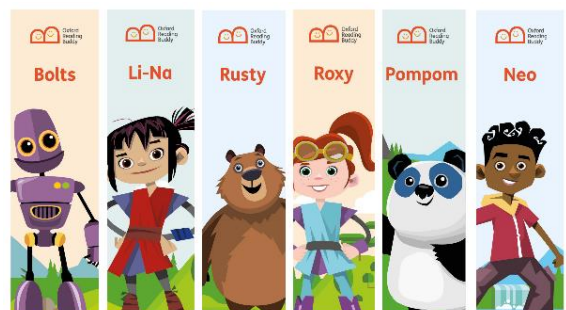 Oxford
Reading
Buddy
Bolts
Oxford
Reading
Buddy
Li-Na
Oxford
Reading
Buddy
Rusty
Oxford
Reading
Buddy
Roxy
Oxford
Reading
Buddy
Pompom
Oxford
Reading
Buddy
Neo